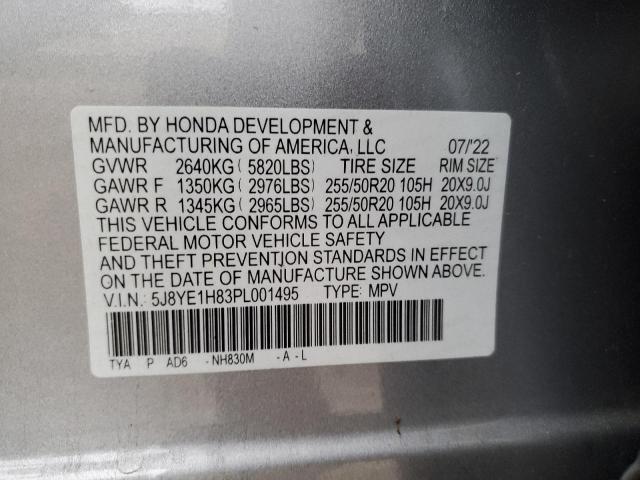 MFD. BY HONDA DEVELOPMENT &
MANUFACTURING OF AMERICA, LLC 07/'22
GVWR 2640KG ( 5820LBS) TIRE SIZE RIM SIZE
GAWR F 1350KG ( 2976LBS) 255/50R20 105H 20X9.0J
GAWR R 1345KG ( 2965LBS) 255/50R20 105H 20X9.0J
THIS VEHICLE CONFORMS TO ALL APPLICABLE
FEDERAL MOTOR VEHICLE SAFETY
AND THEFT PREVENTION STANDARDS IN EFFECT
ON THE DATE OF MANUFACTURE SHOWN ABOVE.
V.I.N.: 5J8YE1H83PL001495 TYPE: MPV
TYA P AD6 -NH830M -A-L